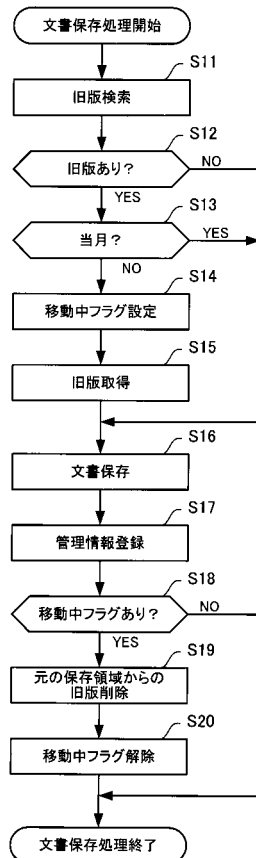 文書保存処理開始
S11
旧版検索
S12
旧版あり？
NO
YES
S13
当月？
YES
NO
S14
移動中フラグ設定
S15
旧版取得
S16
文書保存
S17
管理情報登録
S18
移動中フラグあり？
NO
YES
S19
元の保存領域からの
旧版削除
S20
移動中フラグ解除
文書保存処理終了